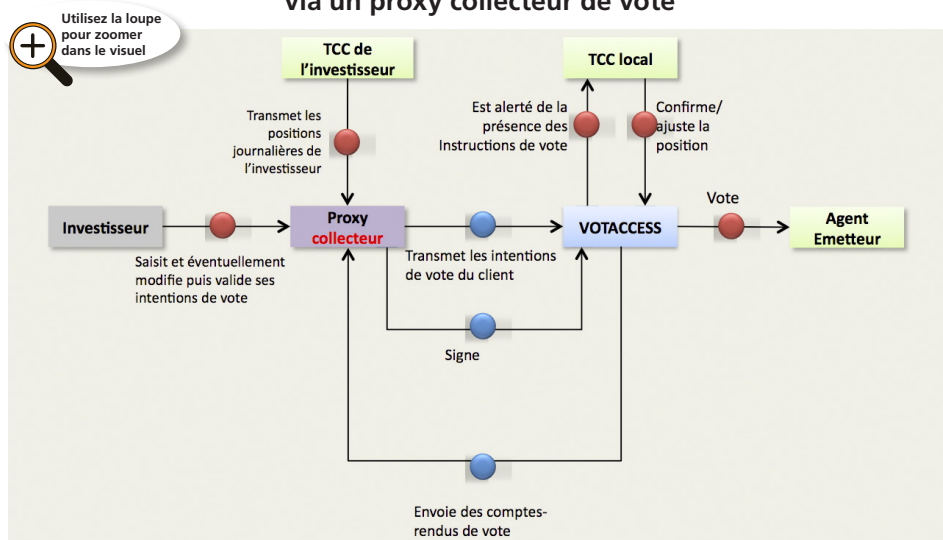 via un proxy collecteur de vote
Utilisez la loupe
pour zoomer
dans le visuel
TCC de
l'investisseur
TCC local
Transmet les
positions
journalières de
l'investisseur
Est alerté de la
présence des
Instructions de vote
Confirme/
ajuste la
position
Investisseur
Proxy
collecteur
VOTACCESS
Vote
Agent
Emetteur
Saisit et éventuellement
modifie puis valide ses
intentions de vote
Transmet les intentions
de vote du client
Signe
Envoie des comptes-
rendus de vote